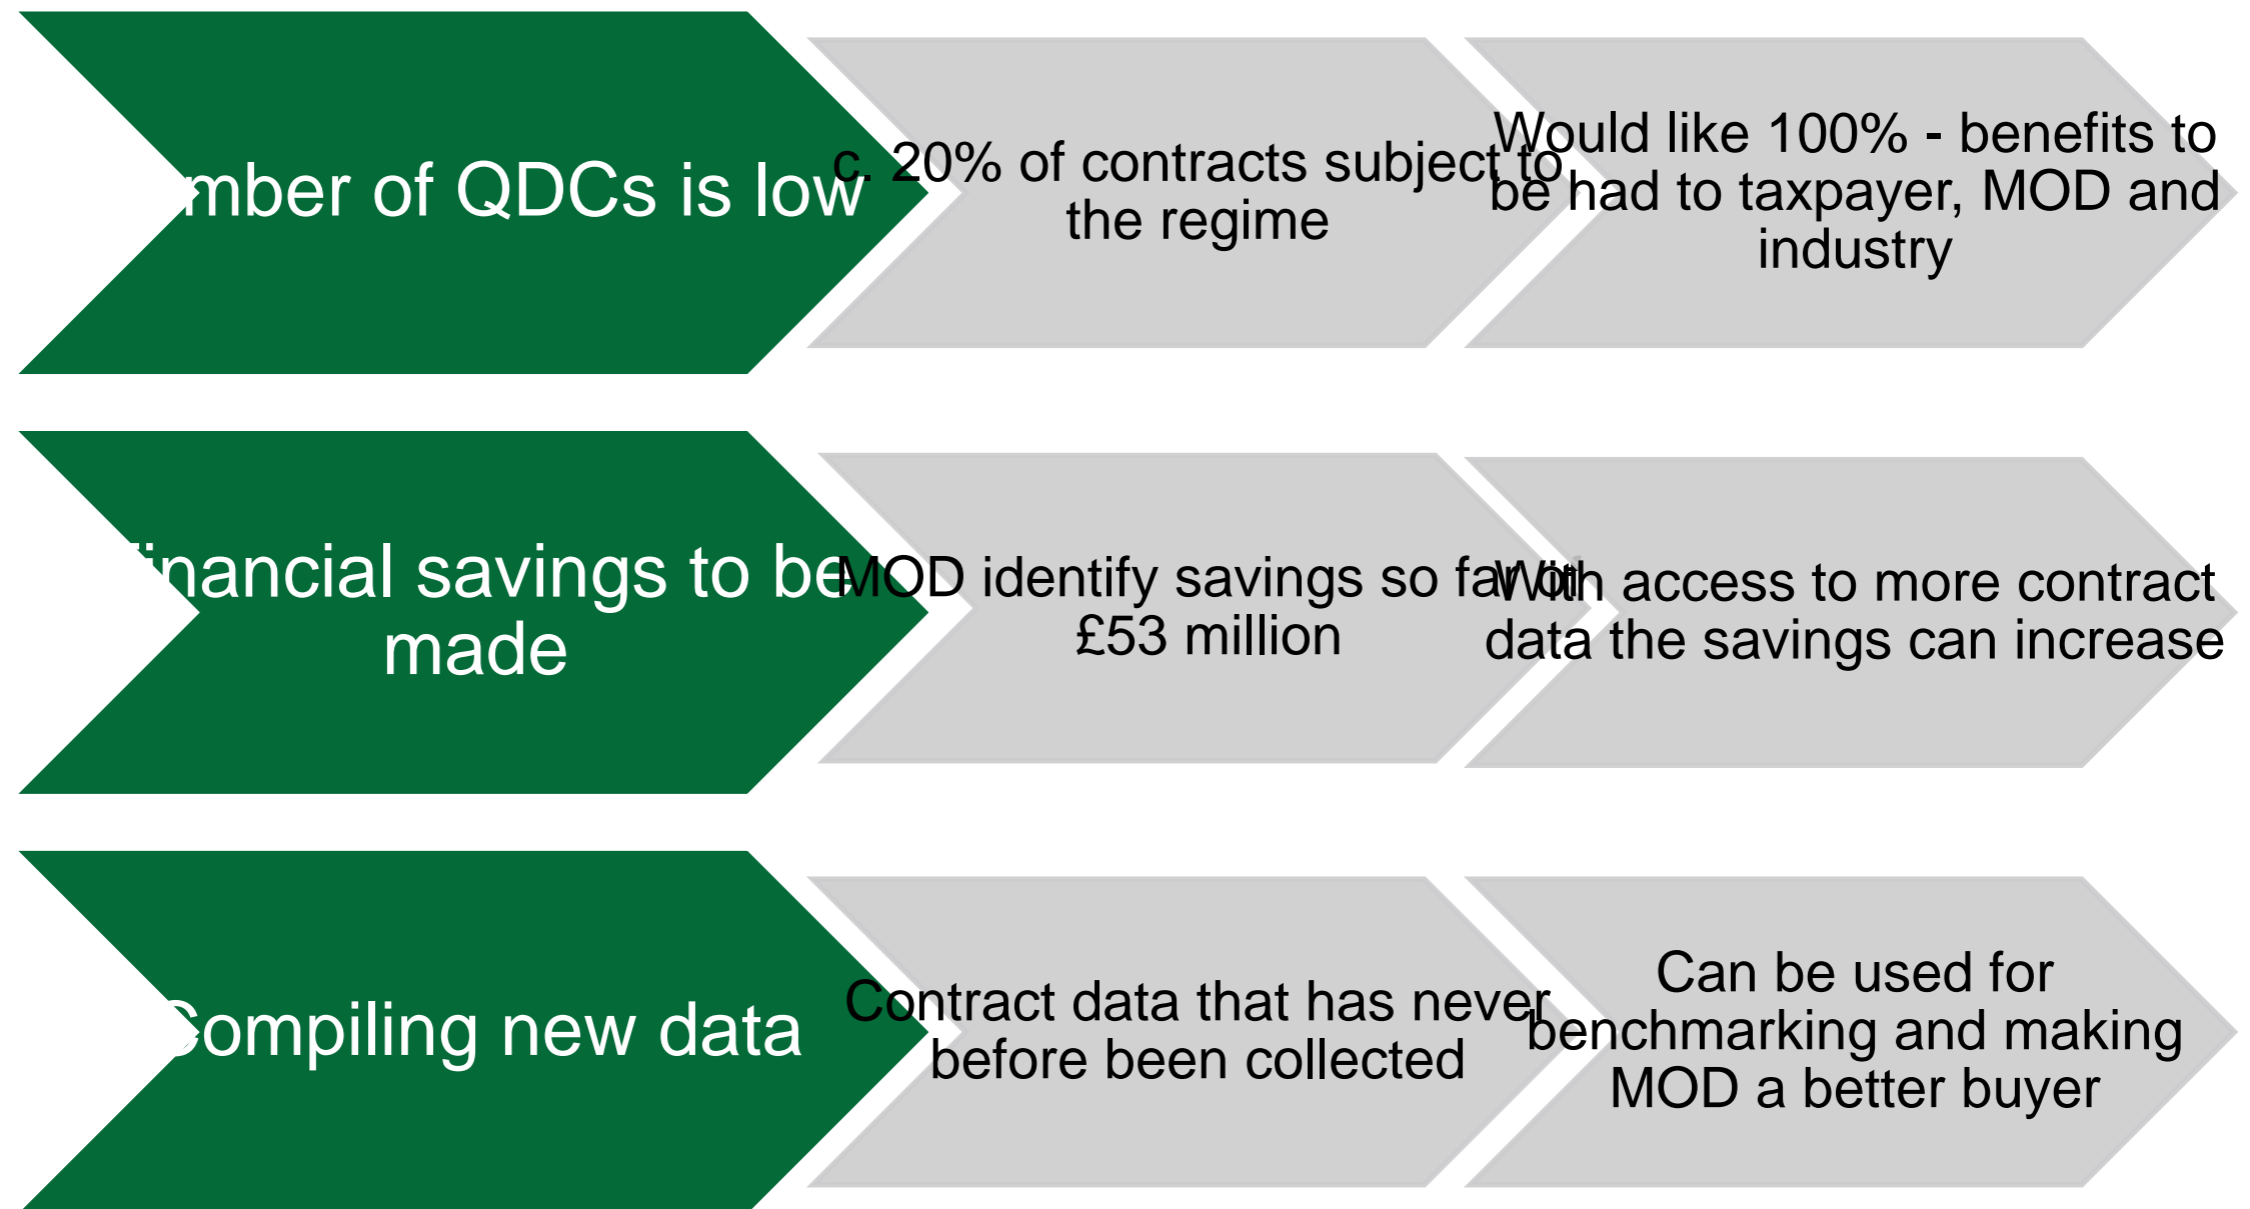 mber of QDCs is low
c. 20% of contracts subject to
the regime
Would like 100% - benefits to
be had to taxpayer, MOD and
industry
Financial savings to be
made
MOD identify savings so far of
£53 million
With access to more contract
data the savings can increase
Compiling new data
Contract data that has never
before been collected
Can be used for
benchmarking and making
MOD a better buyer